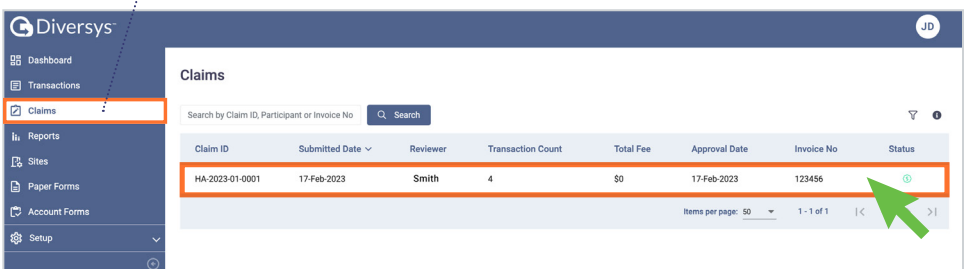 Diversys™
JD
Dashboard
Transactions
Claims
Reports
Sites
Paper Forms
Account Forms
Setup
Claims
Search by Claim ID, Participant or Invoice No
Search
Claim ID Submitted Date Reviewer Transaction Count Total Fee Approval Date Invoice No Status
HA-2023-01-0001 17-Feb-2023 Smith 4 $0 17-Feb-2023 123456
Items per page: 50 1 - 1 of 1